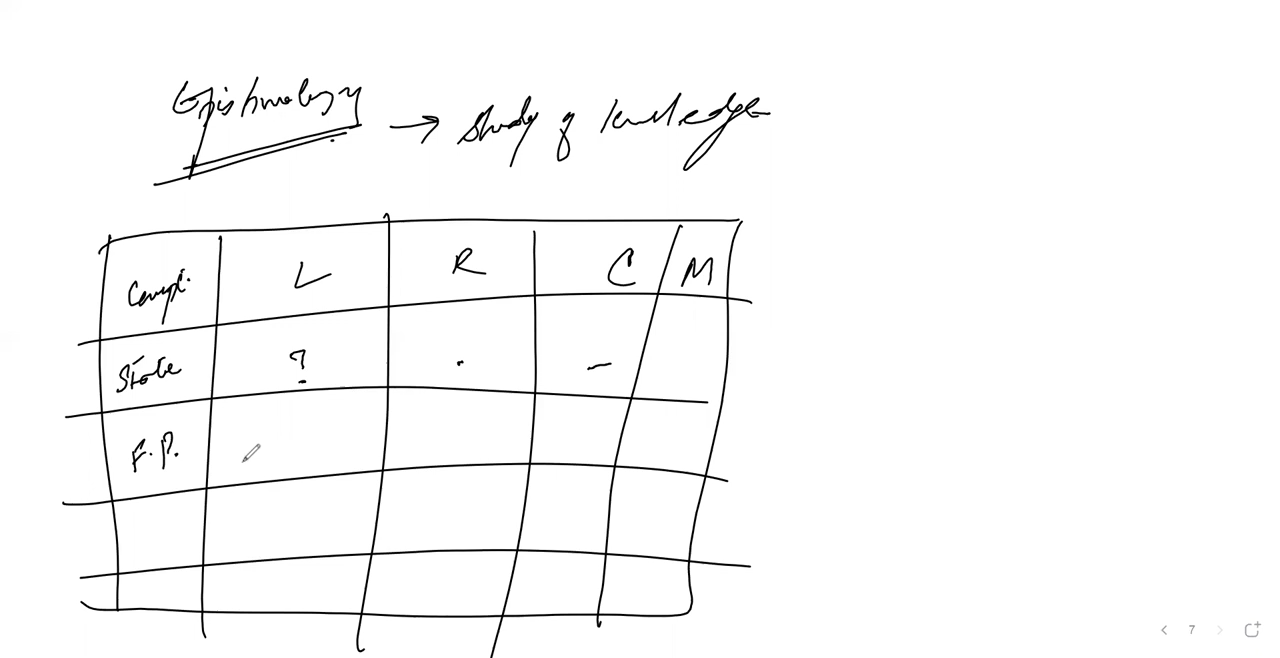 Epistemology → Study of knowledge
Concept. L R C M
State ? . –
F.P.
7